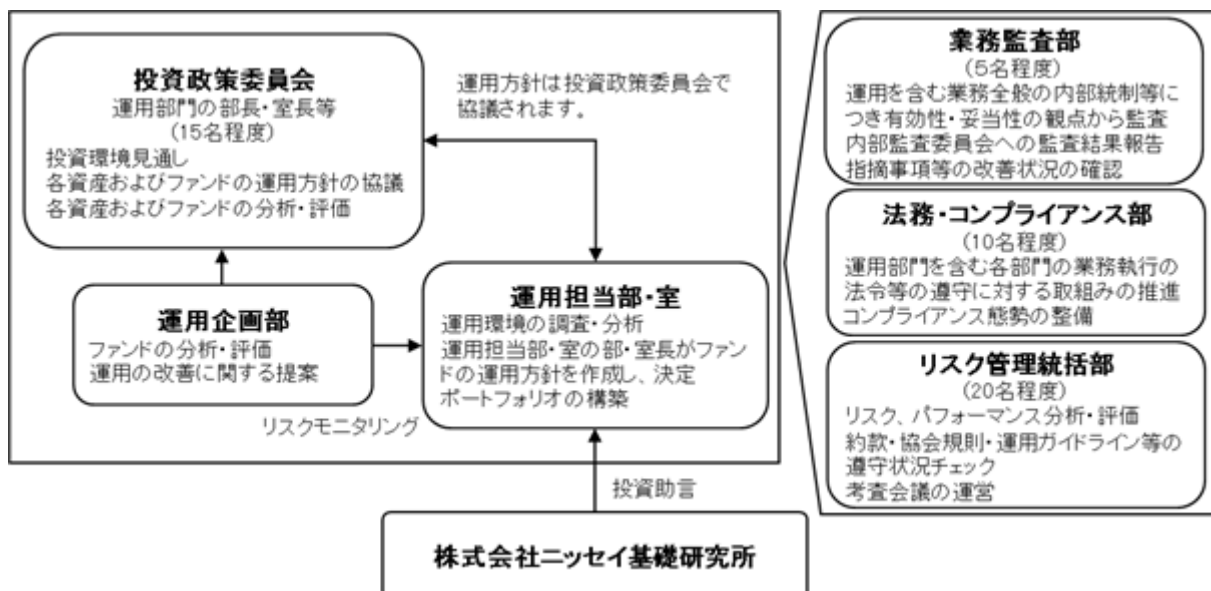 投資政策委員会
運用部門の部長・室長等
(15名程度)
投資環境見通し
各資産およびファンドの運用方針の協議
各資産およびファンドの分析・評価
運用方針は投資政策委員会で
協議されます。
運用企画部
ファンドの分析・評価
運用の改善に関する提案
リスクモニタリング
運用担当部・室
運用環境の調査・分析
運用担当部・室の部・室長がファン
ドの運用方針を作成し、決定
ポートフォリオの構築
投資助言
株式会社ニッセイ基礎研究所
業務監査部
(5名程度)
運用を含む業務全般の内部統制等に
つき有効性・妥当性の観点から監査
内部監査委員会への監査結果報告
指摘事項等の改善状況の確認
法務・コンプライアンス部
(10名程度)
運用部門を含む各部門の業務執行の
法令等の遵守に対する取組みの推進
コンプライアンス態勢の整備
リスク管理統括部
(20名程度)
リスク、パフォーマンス分析・評価
約款・協会規則・運用ガイドライン等の
遵守状況チェック
考査会議の運営